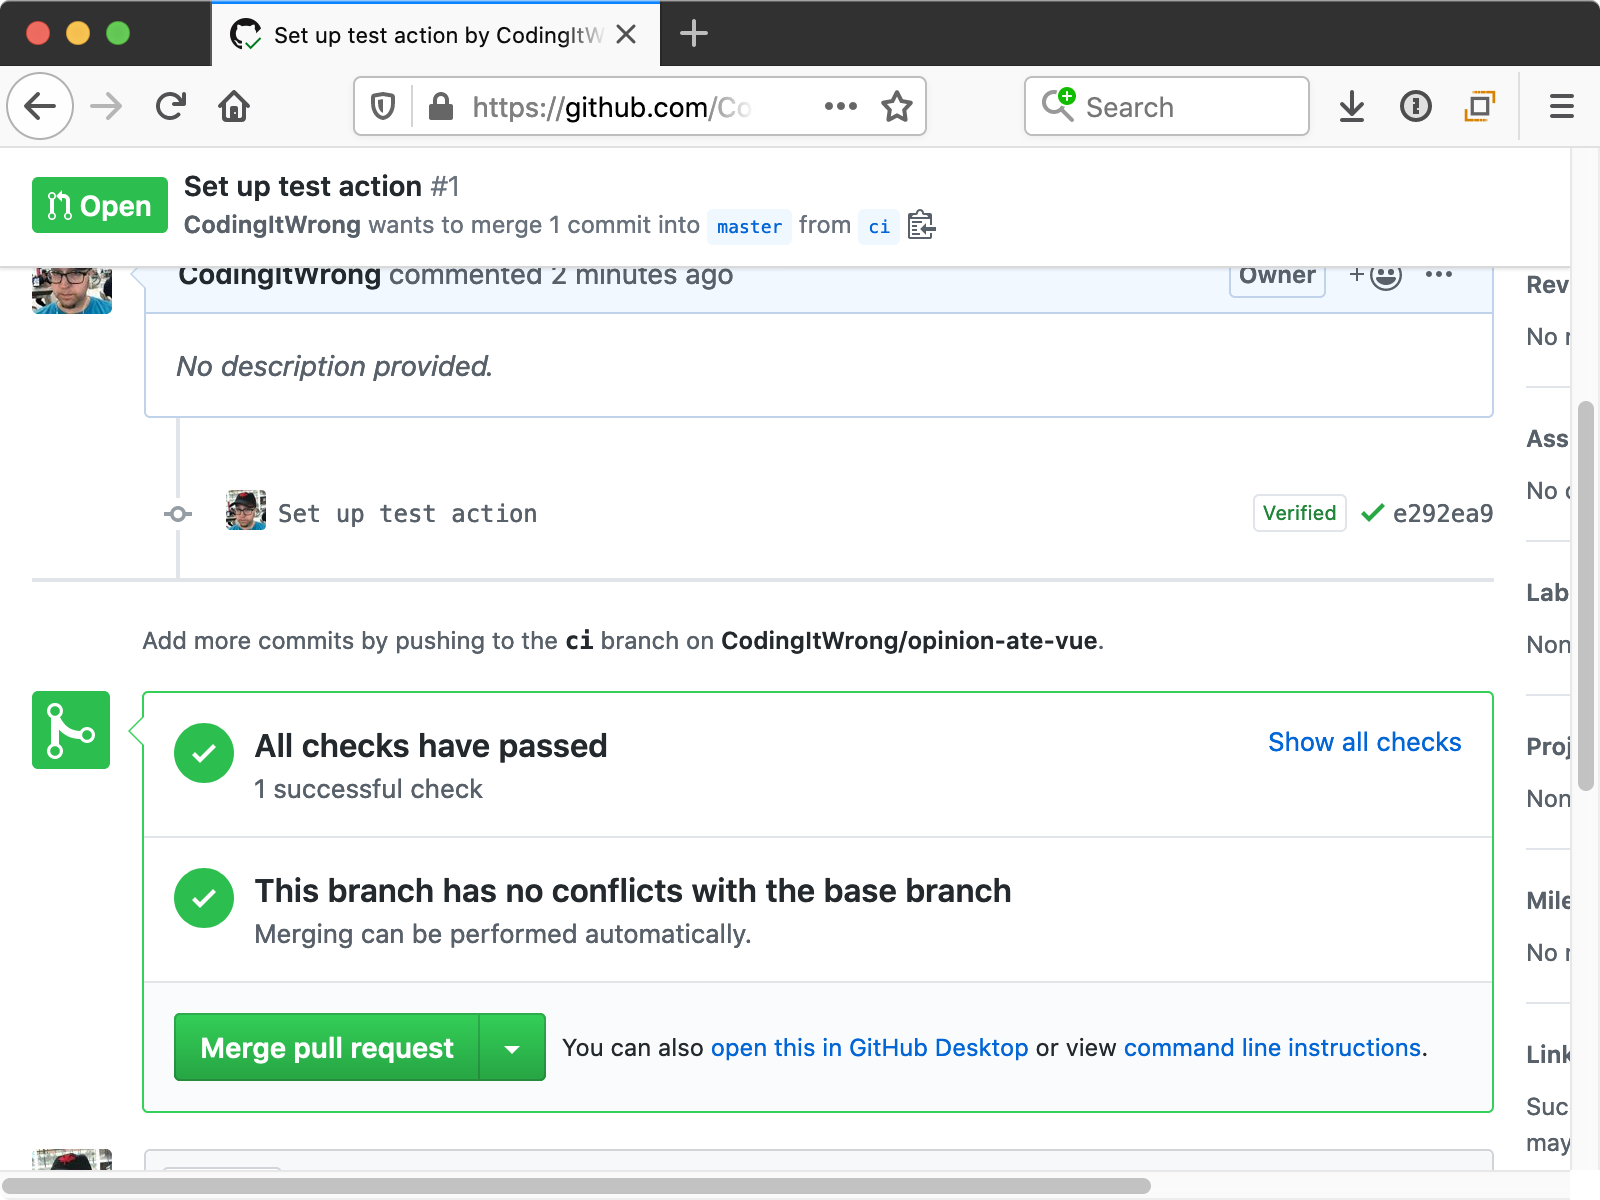 Set up test action by CodingItW
https://github.com/Co
Search
Open
Set up test action #1
CodingItWrong wants to merge 1 commit into master from ci
CodingItWrong commented 2 minutes ago
Owner
No description provided.
Set up test action
Verified
e292ea9
Add more commits by pushing to the ci branch on CodingItWrong/opinion-ate-vue.
All checks have passed
Show all checks
1 successful check
This branch has no conflicts with the base branch
Merging can be performed automatically.
Merge pull request
You can also open this in GitHub Desktop or view command line instructions.
Rev
No
Ass
No
Lab
Non
Proj
Non
Mile
No
Link
Suc
may